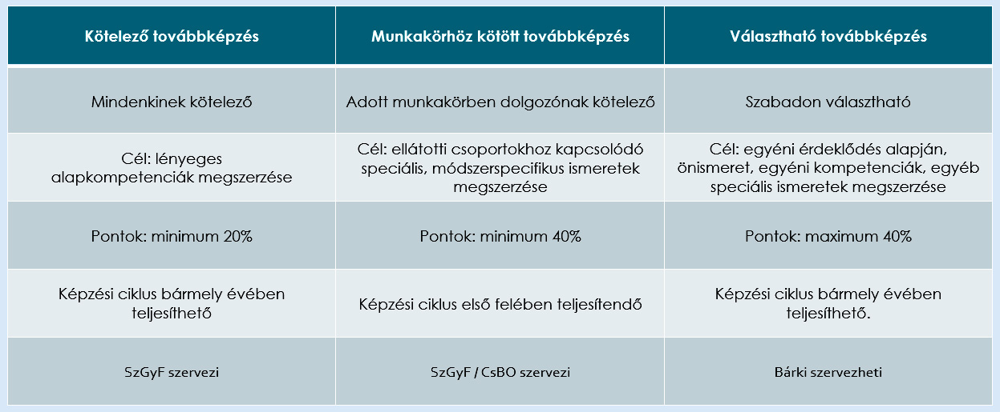 Kötelező továbbképzés
Munkakörhöz kötött továbbképzés
Választható továbbképzés
Mindenkinek kötelező
Adott munkakörben dolgozónak kötelező
Szabadon választható
Cél: lényeges
alapkompetenciák megszerzése
Cél: ellátotti csoportokhoz kapcsolódó
speciális, módszerspecifikus ismeretek
megszerzése
Cél: egyéni érdeklődés alapján,
önismeret, egyéni kompetenciák, egyéb
speciális ismeretek megszerzése
Pontok: minimum 20%
Pontok: minimum 40%
Pontok: maximum 40%
Képzési ciklus bármely évében
teljesíthető
Képzési ciklus első felében teljesítendő
Képzési ciklus bármely évében
teljesíthető.
SzGyF szervezi
SzGyF / CsBO szervezi
Bárki szervezheti